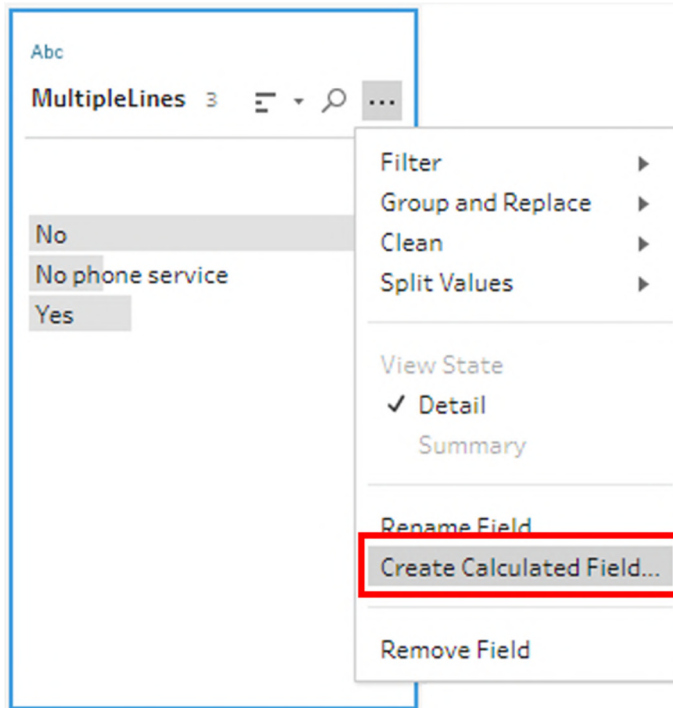 Abc
MultipleLines 3
No
No phone service
Yes
Filter
Group and Replace
Clean
Split Values
View State
Detail
Summary
Rename Field
Create Calculated Field...
Remove Field